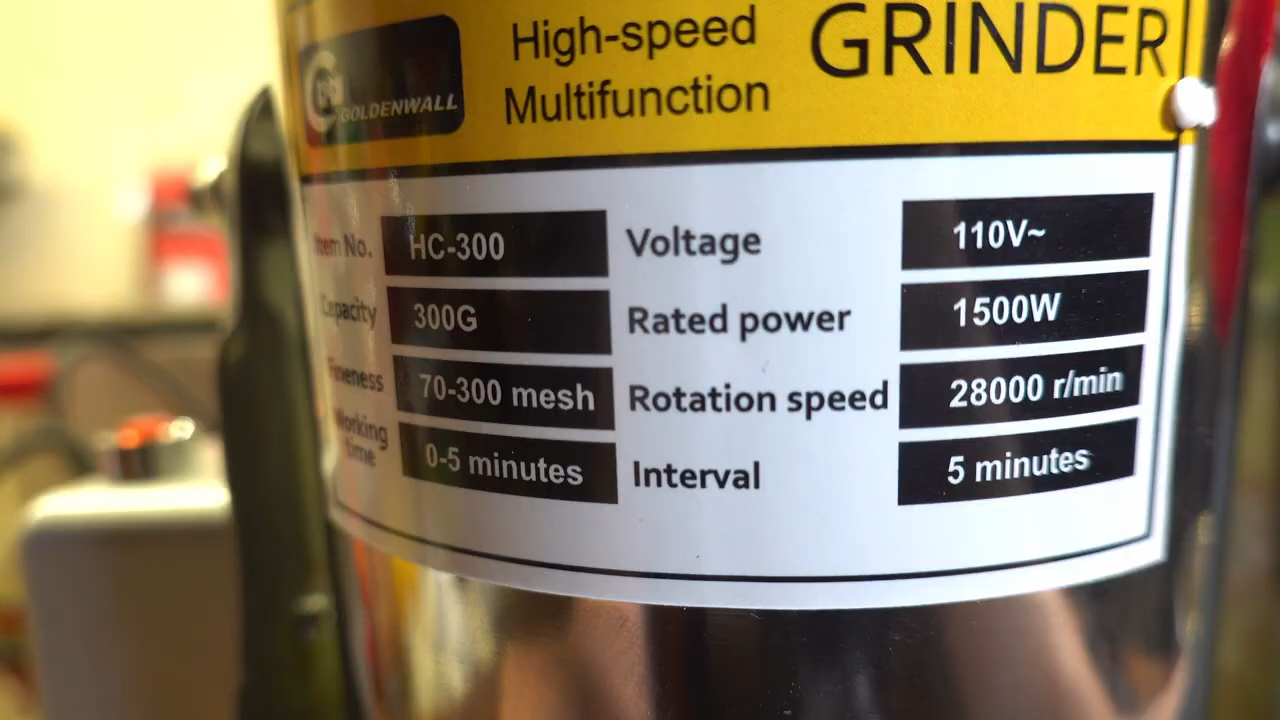 GOLDENWALL
High-speed
Multifunction
GRINDER
Item No. HC-300 Voltage 110V~
Capacity 300G Rated power 1500W
Fineness 70-300 mesh Rotation speed 28000 r/min
Working time 0-5 minutes Interval 5 minutes